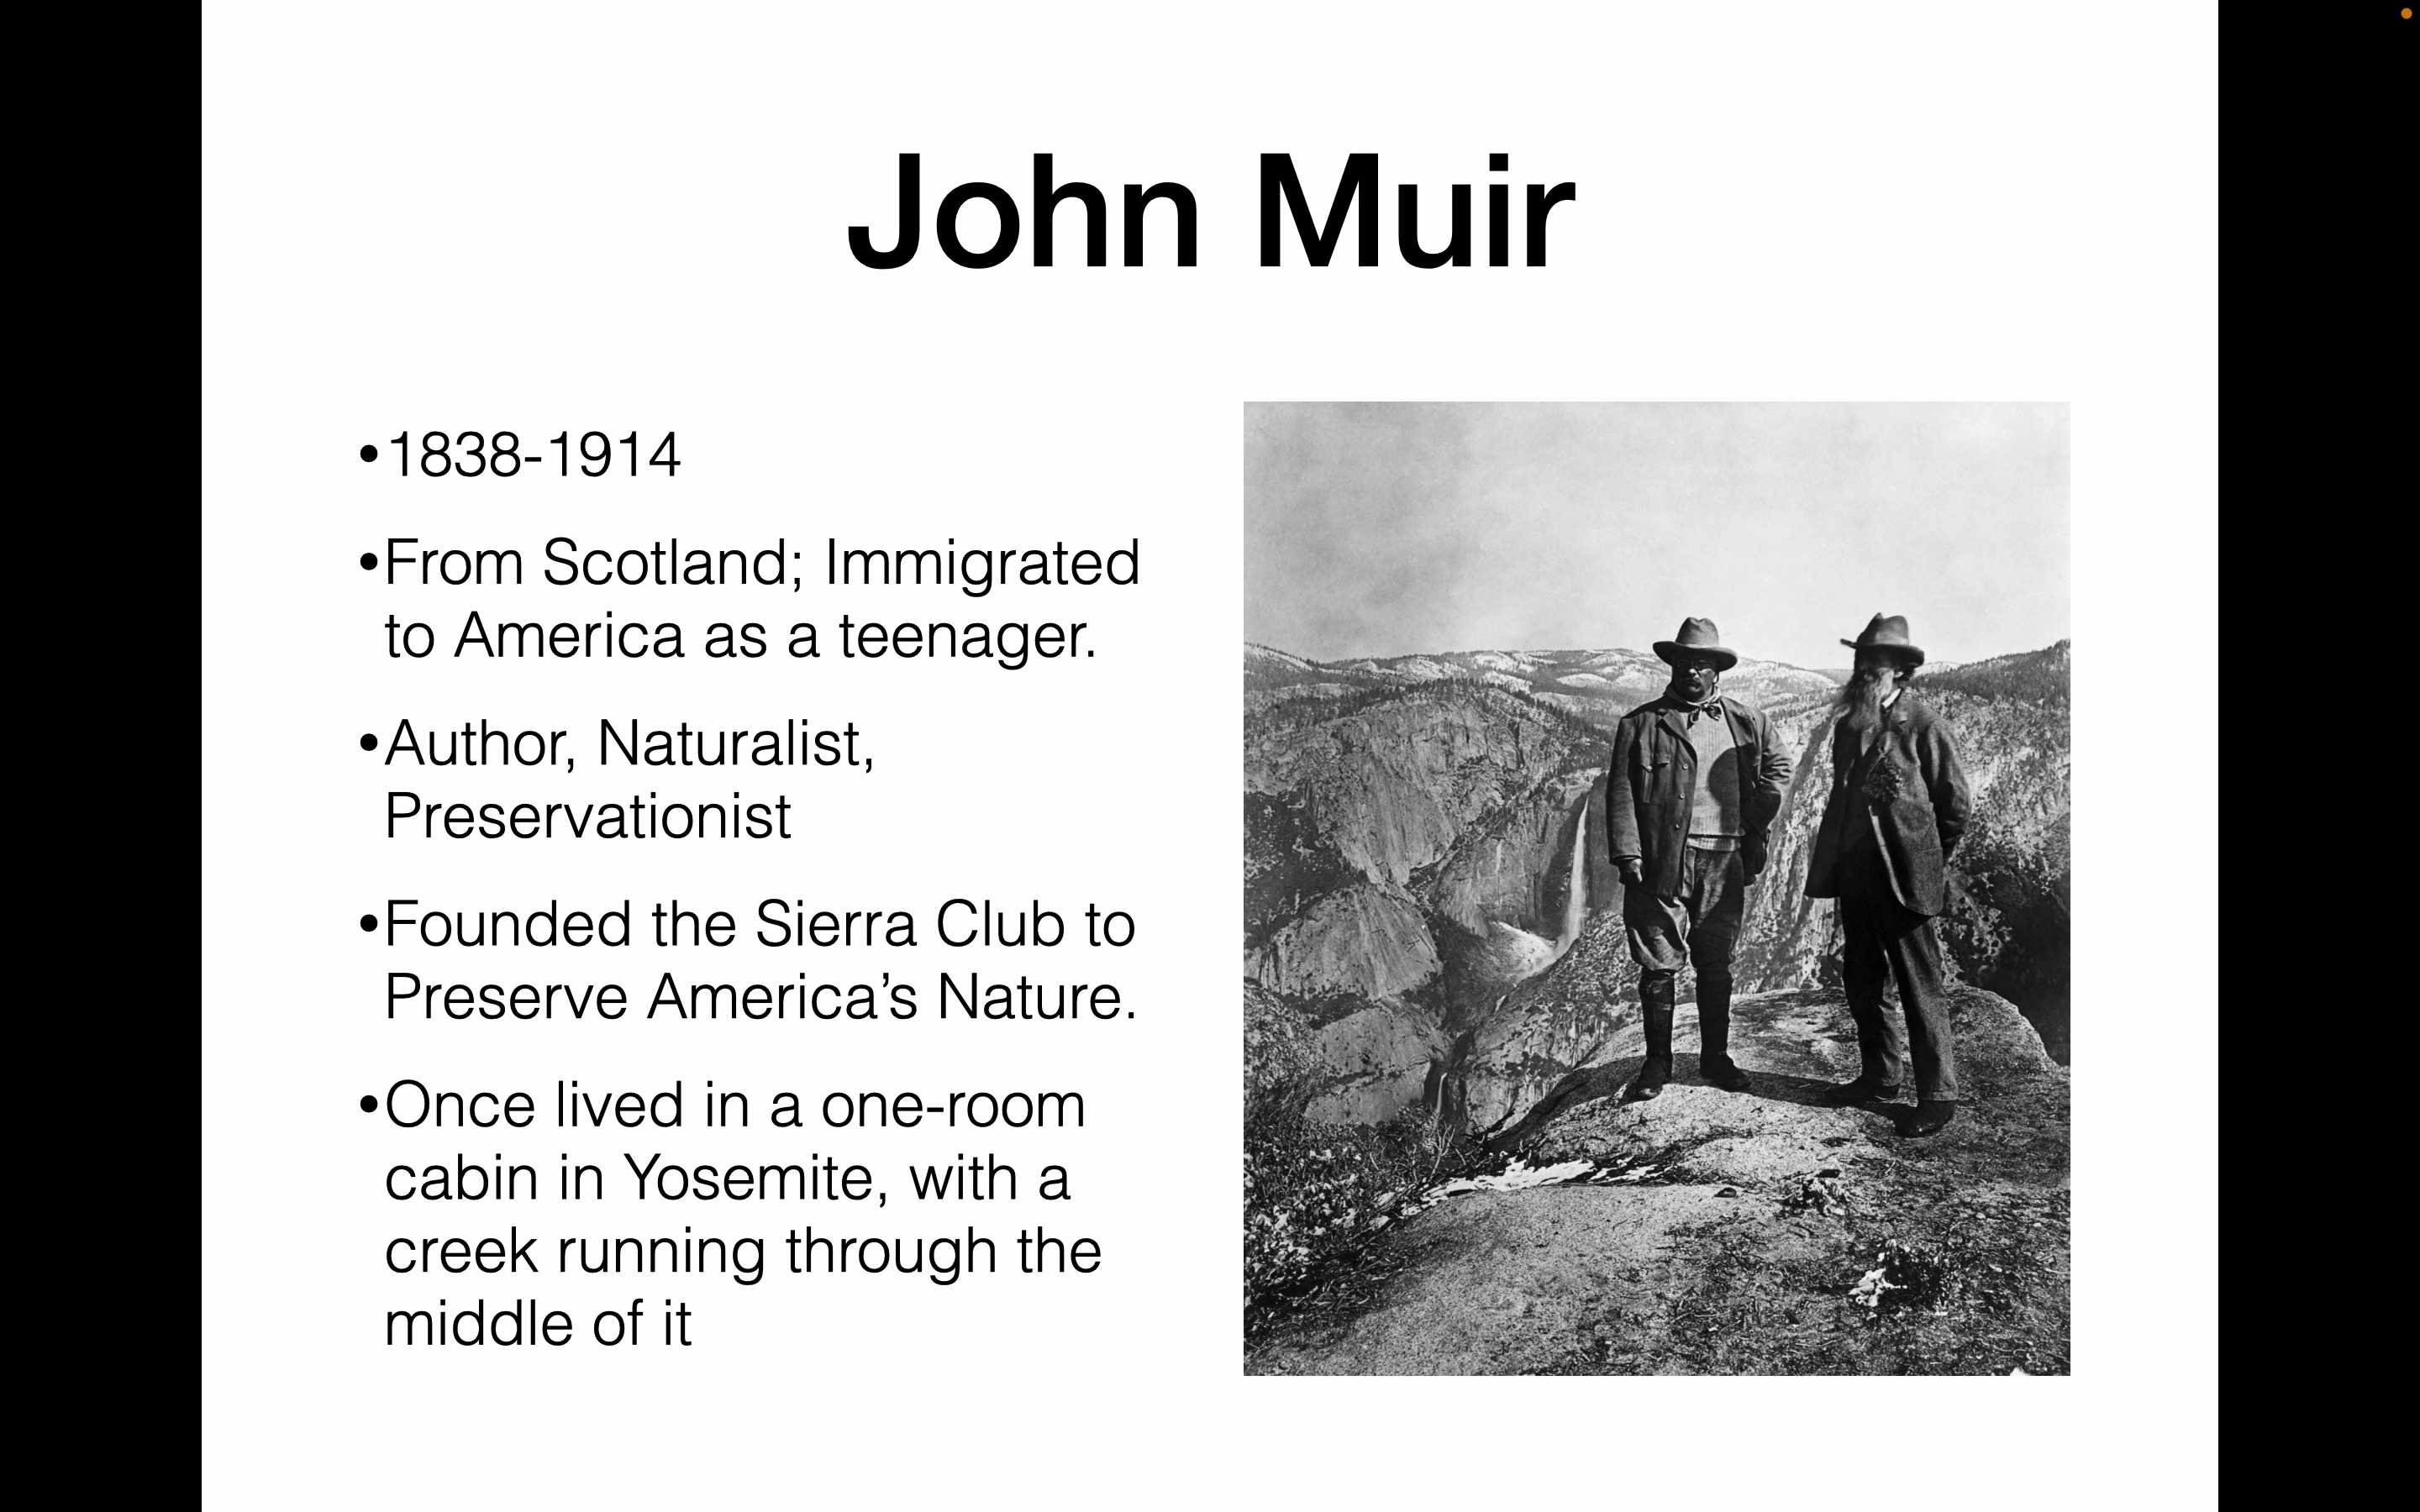 John Muir
•1838-1914
•From Scotland; Immigrated
to America as a teenager.
•Author, Naturalist,
Preservationist
•Founded the Sierra Club to
Preserve America’s Nature.
•Once lived in a one-room
cabin in Yosemite, with a
creek running through the
middle of it